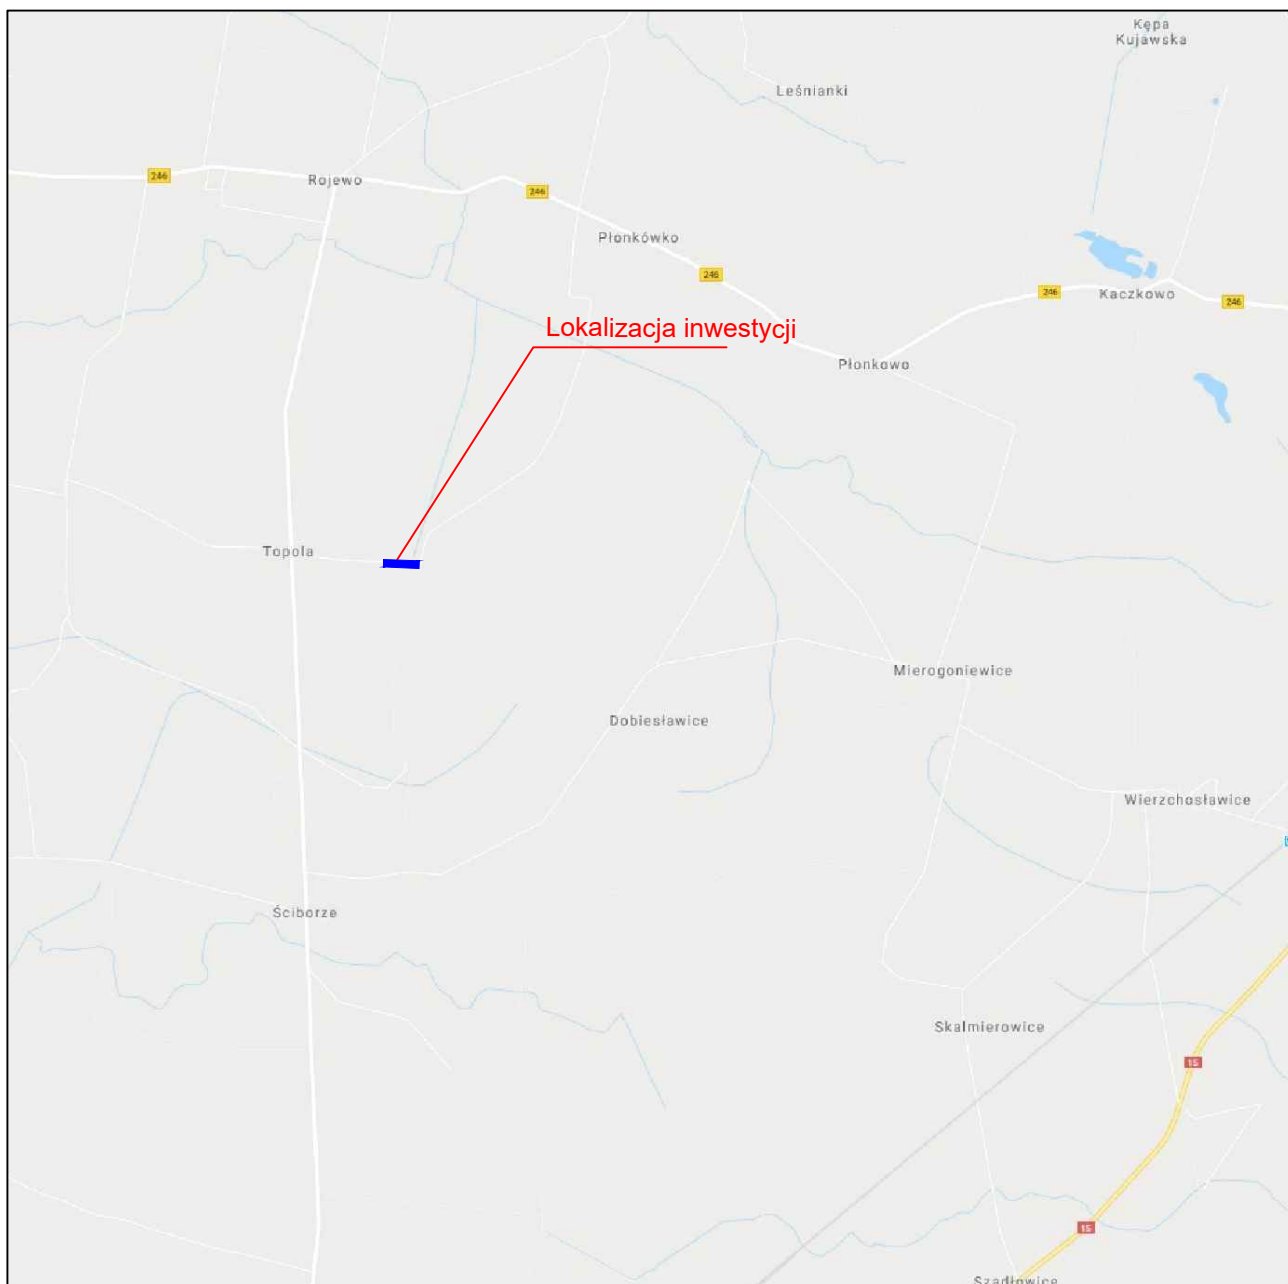 Kępa
Kujawska
Leśnianki
246
Rojewo
246
Płonkówko
246
246
Kaczkowo
246
Lokalizacja inwestycji
Płonkowo
Topola
Mierogoniewice
Dobiesławice
Wierzchosławice
Ściborze
Skalmierowice
15
15
Szadłowice